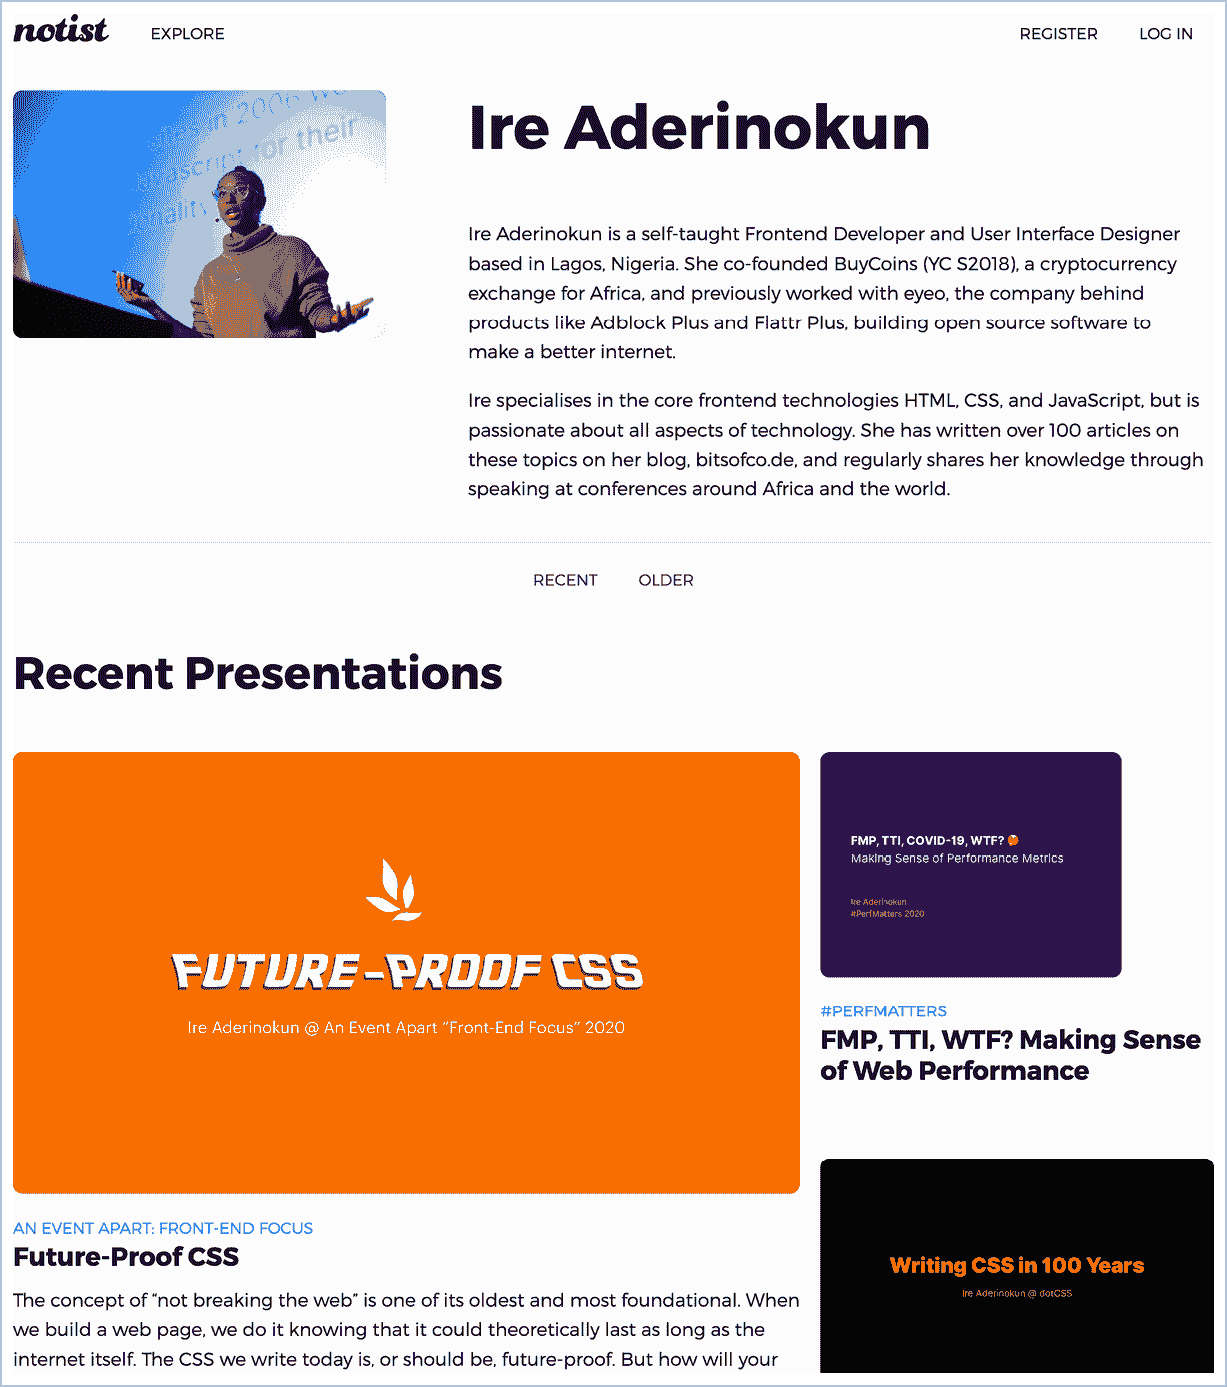 notist
EXPLORE
REGISTER
LOG IN
in 2006
for their
Ire Aderinokun
Ire Aderinokun is a self-taught Frontend Developer and User Interface Designer
based in Lagos, Nigeria. She co-founded BuyCoins (YC S2018), a cryptocurrency
exchange for Africa, and previously worked with eyeo, the company behind
products like Adblock Plus and Flattr Plus, building open source software to
make a better internet.
Ire specialises in the core frontend technologies HTML, CSS, and JavaScript, but is
passionate about all aspects of technology. She has written over 100 articles on
these topics on her blog, bitsofco.de, and regularly shares her knowledge through
speaking at conferences around Africa and the world.
RECENT
OLDER
Recent Presentations
FUTURE-PROOF CSS
Ire Aderinokun @ An Event Apart “Front-End Focus” 2020
AN EVENT APART: FRONT-END FOCUS
Future-Proof CSS
The concept of “not breaking the web” is one of its oldest and most foundational. When
we build a web page, we do it knowing that it could theoretically last as long as the
internet itself. The CSS we write today is, or should be, future-proof. But how will your
FMP, TTI, COVID-19, WTF?
Making Sense of Performance Metrics
Ire Aderinokun
#PerfMatters 2020
#PERFMATTERS
FMP, TTI, WTF? Making Sense
of Web Performance
Writing CSS in 100 Years
Ire Aderinokun @ dotCSS